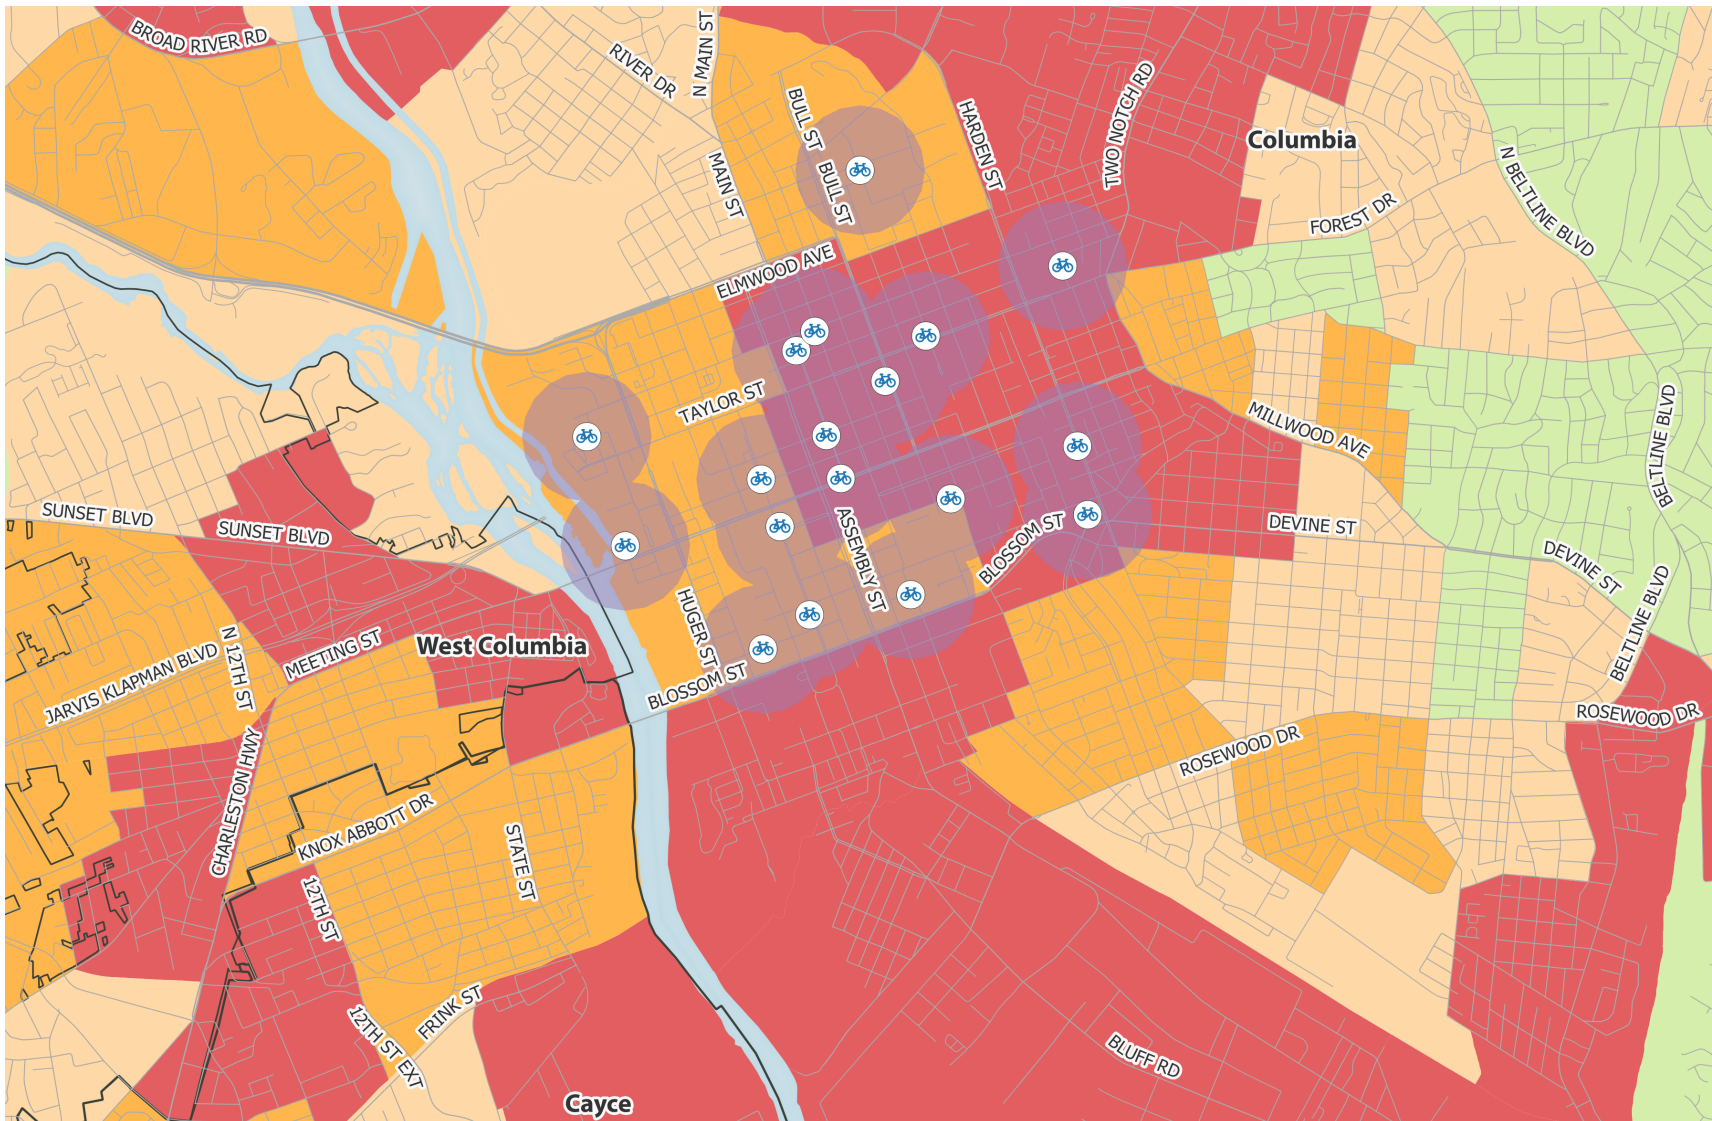 BROAD RIVER RD
RIVER DR
N MAIN ST
BULL ST
HARDEN ST
TWO NOTCH RD
Columbia
N BELTLINE BLVD
MAIN ST
BULL ST
FOREST DR
ELMWOOD AVE
TAYLOR ST
MILLWOOD AVE
BELTLINE BLVD
SUNSET BLVD
SUNSET BLVD
ASSEMBLY ST
BLOSSOM ST
DEVINE ST
DEVINE ST
HUGER ST
West Columbia
N 12TH ST
MEETING ST
JARVIS KLAPMAN BLVD
BLOSSOM ST
BELTLINE BLVD
ROSEWOOD DR
ROSEWOOD DR
CHARLESTON HWY
KNOX ABBOTT DR
STATE ST
12TH ST
FRINK ST
12TH ST EXT
BLUFF RD
Cayce